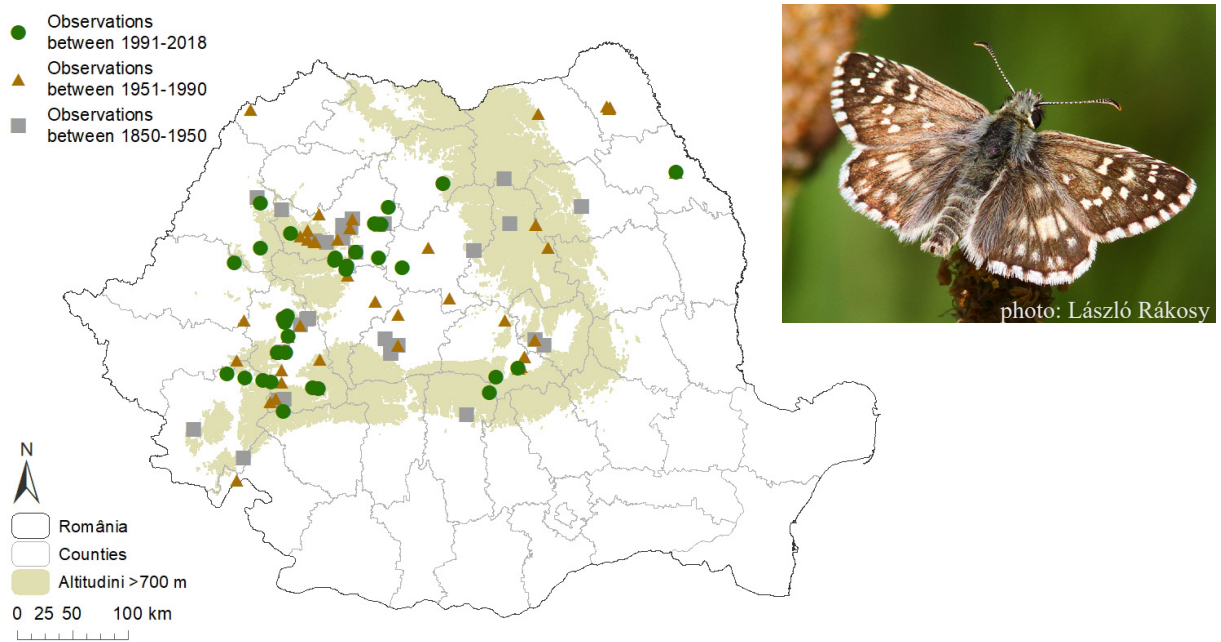 Observations
between 1991-2018
Observations
between 1951-1990
Observations
between 1850-1950
photo: László Rákosy
N
România
Counties
Altitudini >700 m
0 25 50 100 km